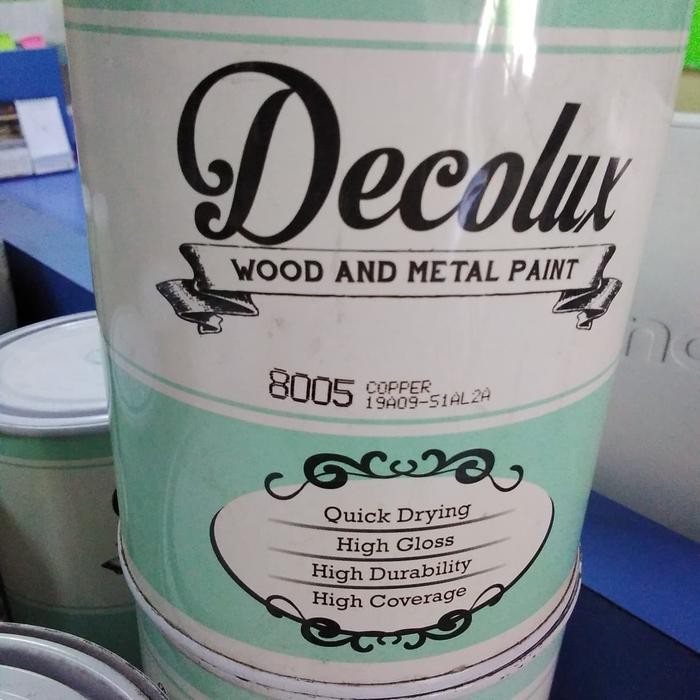 Decolux
WOOD AND METAL PAINT
8005 COPPER
19A09-51AL2A
Quick Drying
High Gloss
High Durability
High Coverage